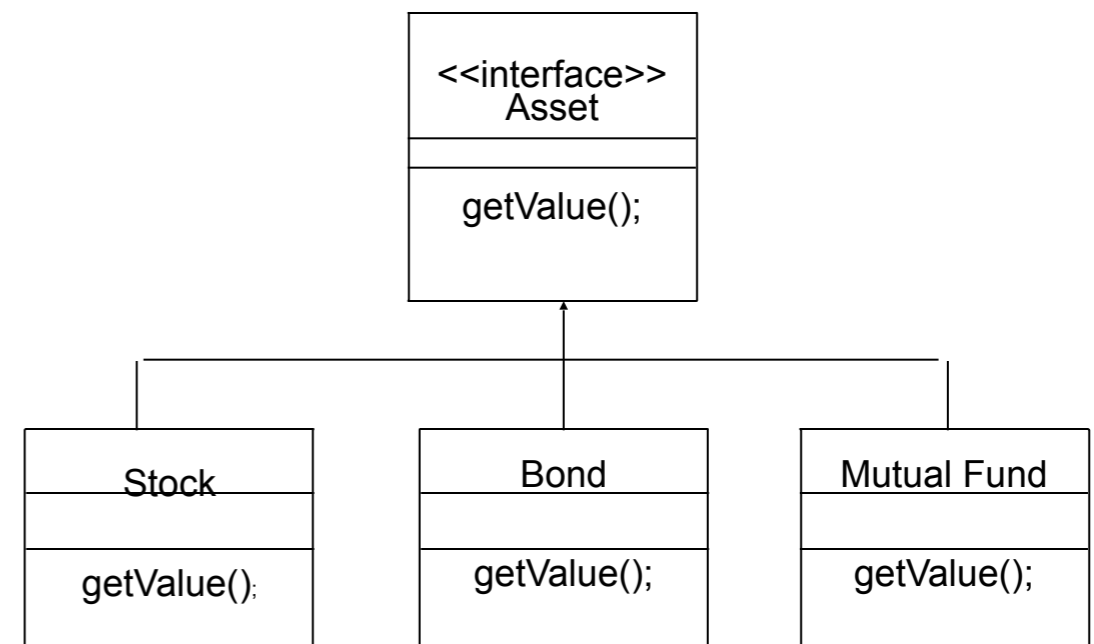 <<interface>>
Asset
getValue();
Stock
Bond
Mutual Fund
getValue();
getValue();
getValue();